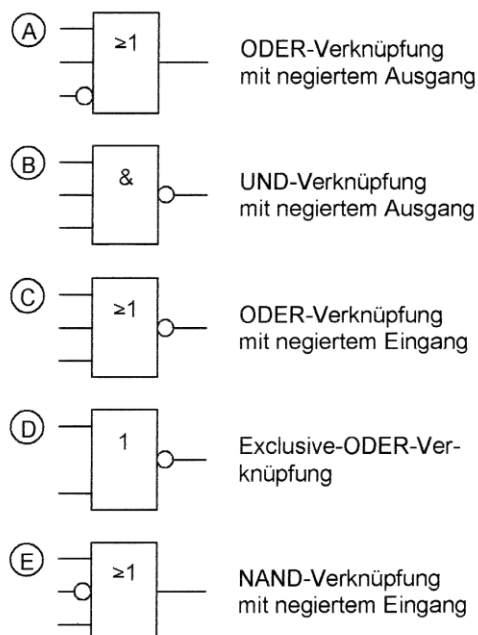 A
≥1
ODER-Verknüpfung
mit negiertem Ausgang
B
&
UND-Verknüpfung
mit negiertem Ausgang
C
≥1
ODER-Verknüpfung
mit negiertem Eingang
D
1
Exclusive-ODER-Ver-
knüpfung
E
≥1
NAND-Verknüpfung
mit negiertem Eingang